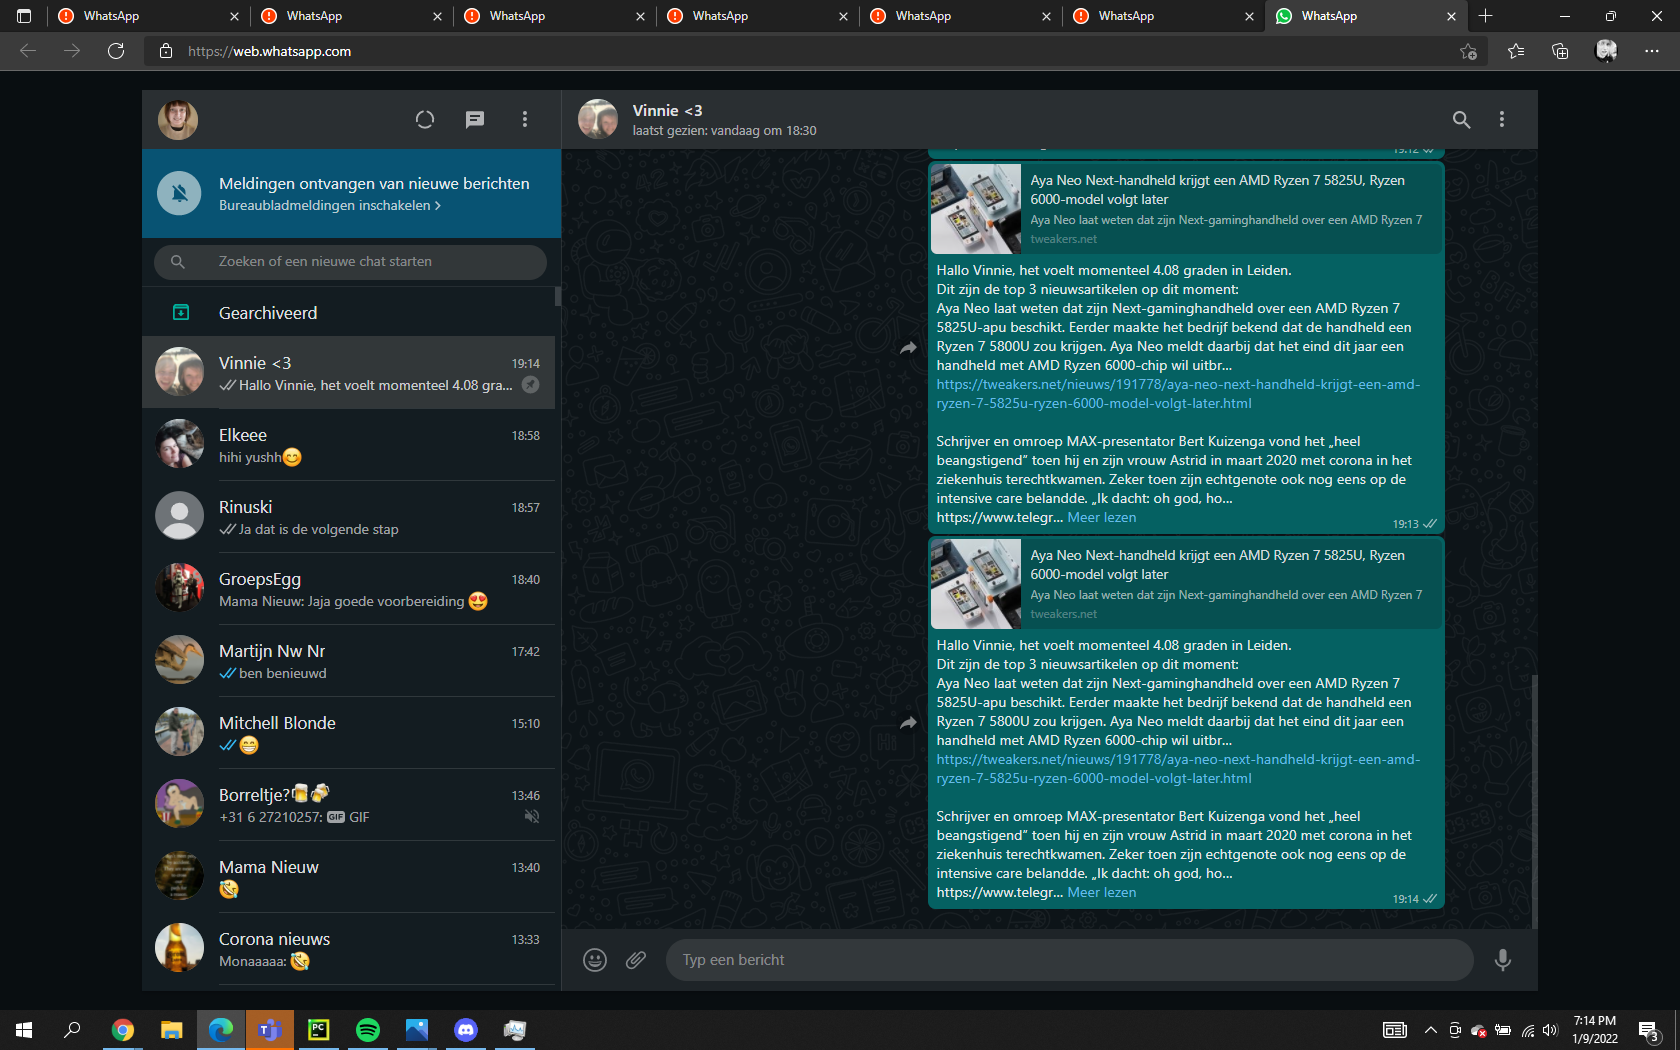 WhatsApp
WhatsApp
WhatsApp
WhatsApp
WhatsApp
WhatsApp
WhatsApp
https://web.whatsapp.com
Meldingen ontvangen van nieuwe berichten
Bureaubladmeldingen inschakelen >
Zoeken of een nieuwe chat starten
Gearchiveerd
Vinnie <3
19:14
Hallo Vinnie, het voelt momenteel 4.08 gra...
Elkeee
18:58
hihi yushh😊
Rinuski
18:57
Ja dat is de volgende stap
GroepsEgg
18:40
Mama Nieuw: Jaja goede voorbereiding 😍
Martijn Nw Nr
17:42
ben benieuwd
Mitchell Blonde
15:10
😁
Borreltje?🍺🍻
13:46
+31 6 27210257: GIF GIF
Mama Nieuw
13:40
🤣
Corona nieuws
13:33
Monaaaaa: 🤣
Vinnie <3
laatst gezien: vandaag om 18:30
19:12
Aya Neo Next-handheld krijgt een AMD Ryzen 7 5825U, Ryzen
6000-model volgt later
Aya Neo laat weten dat zijn Next-gaminghandheld over een AMD Ryzen 7
tweakers.net
Hallo Vinnie, het voelt momenteel 4.08 graden in Leiden.
Dit zijn de top 3 nieuwsartikelen op dit moment:
Aya Neo laat weten dat zijn Next-gaminghandheld over een AMD Ryzen 7
5825U-apu beschikt. Eerder maakte het bedrijf bekend dat de handheld een
Ryzen 7 5800U zou krijgen. Aya Neo meldt daarbij dat het eind dit jaar een
handheld met AMD Ryzen 6000-chip wil uitbr...
https://tweakers.net/nieuws/191778/aya-neo-next-handheld-krijgt-een-amd-
ryzen-7-5825u-ryzen-6000-model-volgt-later.html
Schrijver en omroep MAX-presentator Bert Kuizenga vond het „heel
beangstigend” toen hij en zijn vrouw Astrid in maart 2020 met corona in het
ziekenhuis terechtkwamen. Zeker toen zijn echtgenote ook nog eens op de
intensive care belandde. „Ik dacht: oh god, ho...
https://www.telegr... Meer lezen
19:13
Aya Neo Next-handheld krijgt een AMD Ryzen 7 5825U, Ryzen
6000-model volgt later
Aya Neo laat weten dat zijn Next-gaminghandheld over een AMD Ryzen 7
tweakers.net
Hallo Vinnie, het voelt momenteel 4.08 graden in Leiden.
Dit zijn de top 3 nieuwsartikelen op dit moment:
Aya Neo laat weten dat zijn Next-gaminghandheld over een AMD Ryzen 7
5825U-apu beschikt. Eerder maakte het bedrijf bekend dat de handheld een
Ryzen 7 5800U zou krijgen. Aya Neo meldt daarbij dat het eind dit jaar een
handheld met AMD Ryzen 6000-chip wil uitbr...
https://tweakers.net/nieuws/191778/aya-neo-next-handheld-krijgt-een-amd-
ryzen-7-5825u-ryzen-6000-model-volgt-later.html
Schrijver en omroep MAX-presentator Bert Kuizenga vond het „heel
beangstigend” toen hij en zijn vrouw Astrid in maart 2020 met corona in het
ziekenhuis terechtkwamen. Zeker toen zijn echtgenote ook nog eens op de
intensive care belandde. „Ik dacht: oh god, ho...
https://www.telegr... Meer lezen
19:14
Typ een bericht
PC
7:14 PM
1/9/2022
3